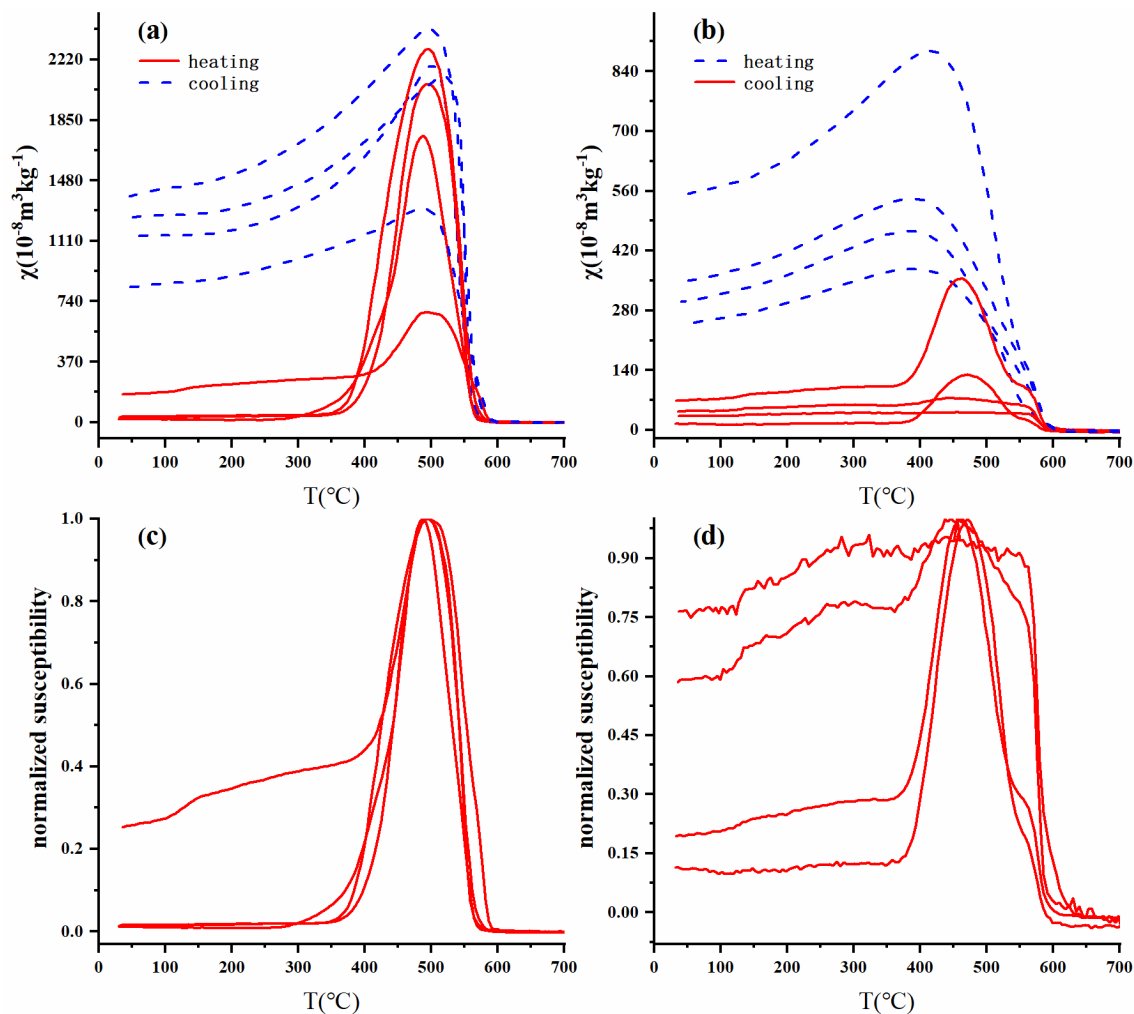 (a)
heating
cooling
χ(10⁻⁸m³kg⁻¹)
2220
1850
1480
1110
740
370
0
0 100 200 300 400 500 600 700
T(℃)
(b)
heating
cooling
χ(10⁻⁸m³kg⁻¹)
840
700
560
420
280
140
0
0 100 200 300 400 500 600 700
T(℃)
(c)
normalized susceptibility
1.0
0.8
0.6
0.4
0.2
0.0
0 100 200 300 400 500 600 700
T(℃)
(d)
normalized susceptibility
0.90
0.75
0.60
0.45
0.30
0.15
0.00
0 100 200 300 400 500 600 700
T(℃)